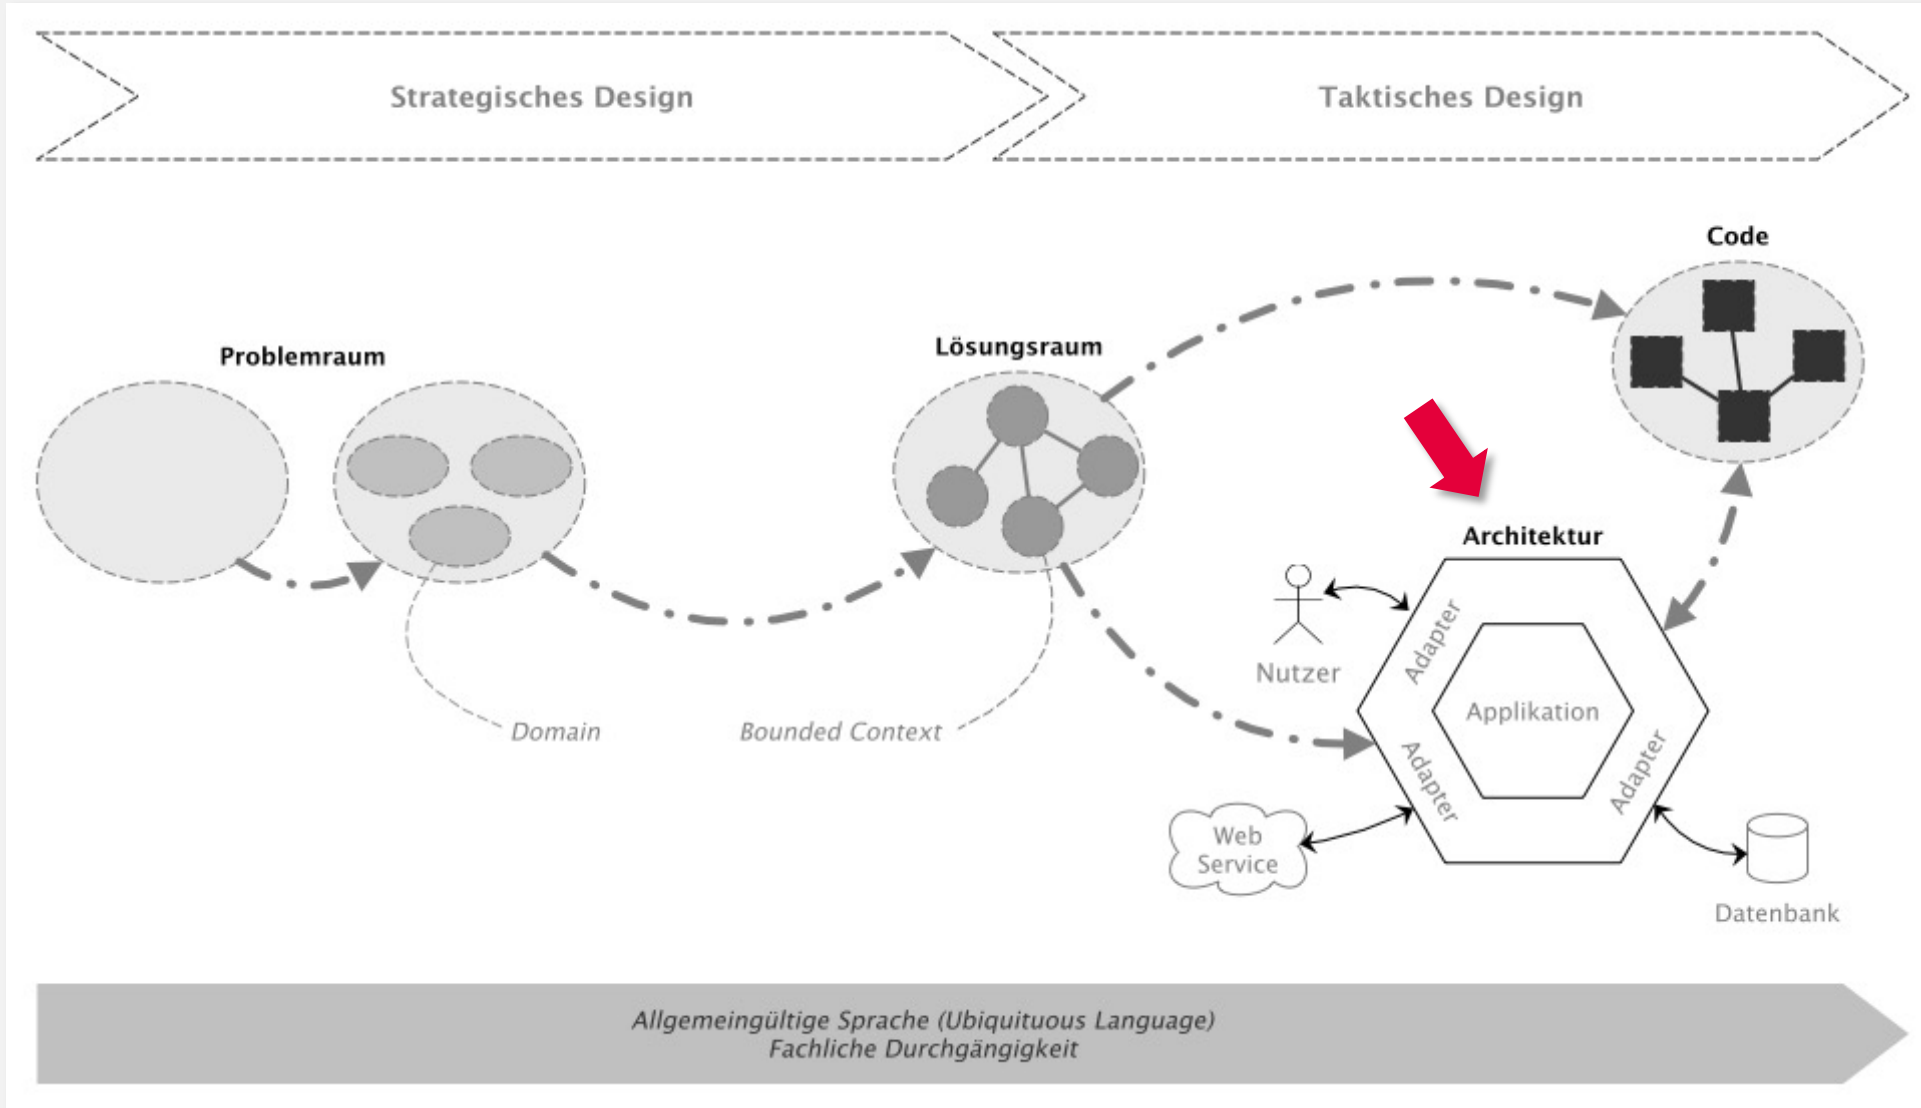 Strategisches Design
Taktisches Design
Code
Problemraum
Lösungsraum
Architektur
Nutzer
Adapter
Applikation
Adapter
Adapter
Domain
Bounded Context
Web
Service
Datenbank
Allgemeingültige Sprache (Ubiquituous Language)
Fachliche Durchgängigkeit